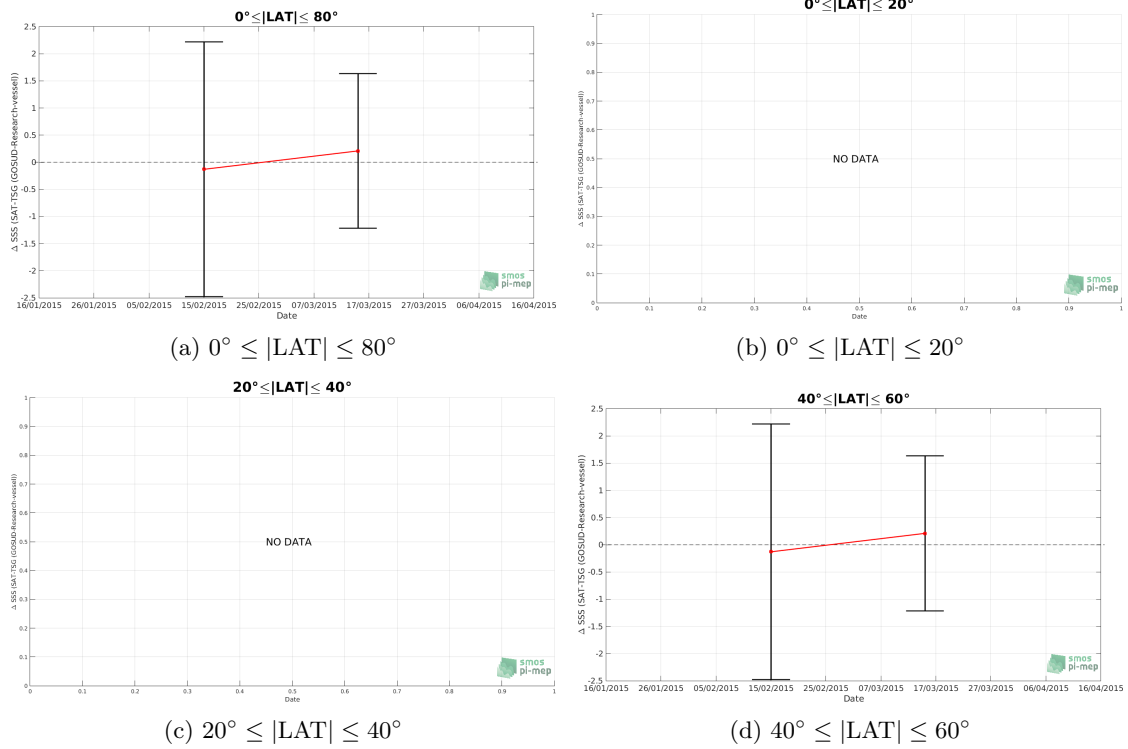 0°≤|LAT|≤ 80°
2.5
2
1.5
1
0.5
0
-0.5
-1
-1.5
-2
-2.5
Δ SSS (SAT-TSG (GOSUD-Research-vessel))
16/01/2015 26/01/2015 05/02/2015 15/02/2015 25/02/2015 07/03/2015 17/03/2015 27/03/2015 06/04/2015 16/04/2015
Date
smos
pi-mep
(a) 0° ≤ |LAT| ≤ 80°
0°≤|LAT|≤ 20°
1
0.9
0.8
0.7
0.6
0.5
0.4
0.3
0.2
0.1
0
Δ SSS (SAT-TSG (GOSUD-Research-vessel))
NO DATA
0 0.1 0.2 0.3 0.4 0.5 0.6 0.7 0.8 0.9 1
Date
smos
pi-mep
(b) 0° ≤ |LAT| ≤ 20°
20°≤|LAT|≤ 40°
1
0.9
0.8
0.7
0.6
0.5
0.4
0.3
0.2
0.1
0
Δ SSS (SAT-TSG (GOSUD-Research-vessel))
NO DATA
0 0.1 0.2 0.3 0.4 0.5 0.6 0.7 0.8 0.9 1
Date
smos
pi-mep
(c) 20° ≤ |LAT| ≤ 40°
40°≤|LAT|≤ 60°
2.5
2
1.5
1
0.5
0
-0.5
-1
-1.5
-2
-2.5
Δ SSS (SAT-TSG (GOSUD-Research-vessel))
16/01/2015 26/01/2015 05/02/2015 15/02/2015 25/02/2015 07/03/2015 17/03/2015 27/03/2015 06/04/2015 16/04/2015
Date
smos
pi-mep
(d) 40° ≤ |LAT| ≤ 60°